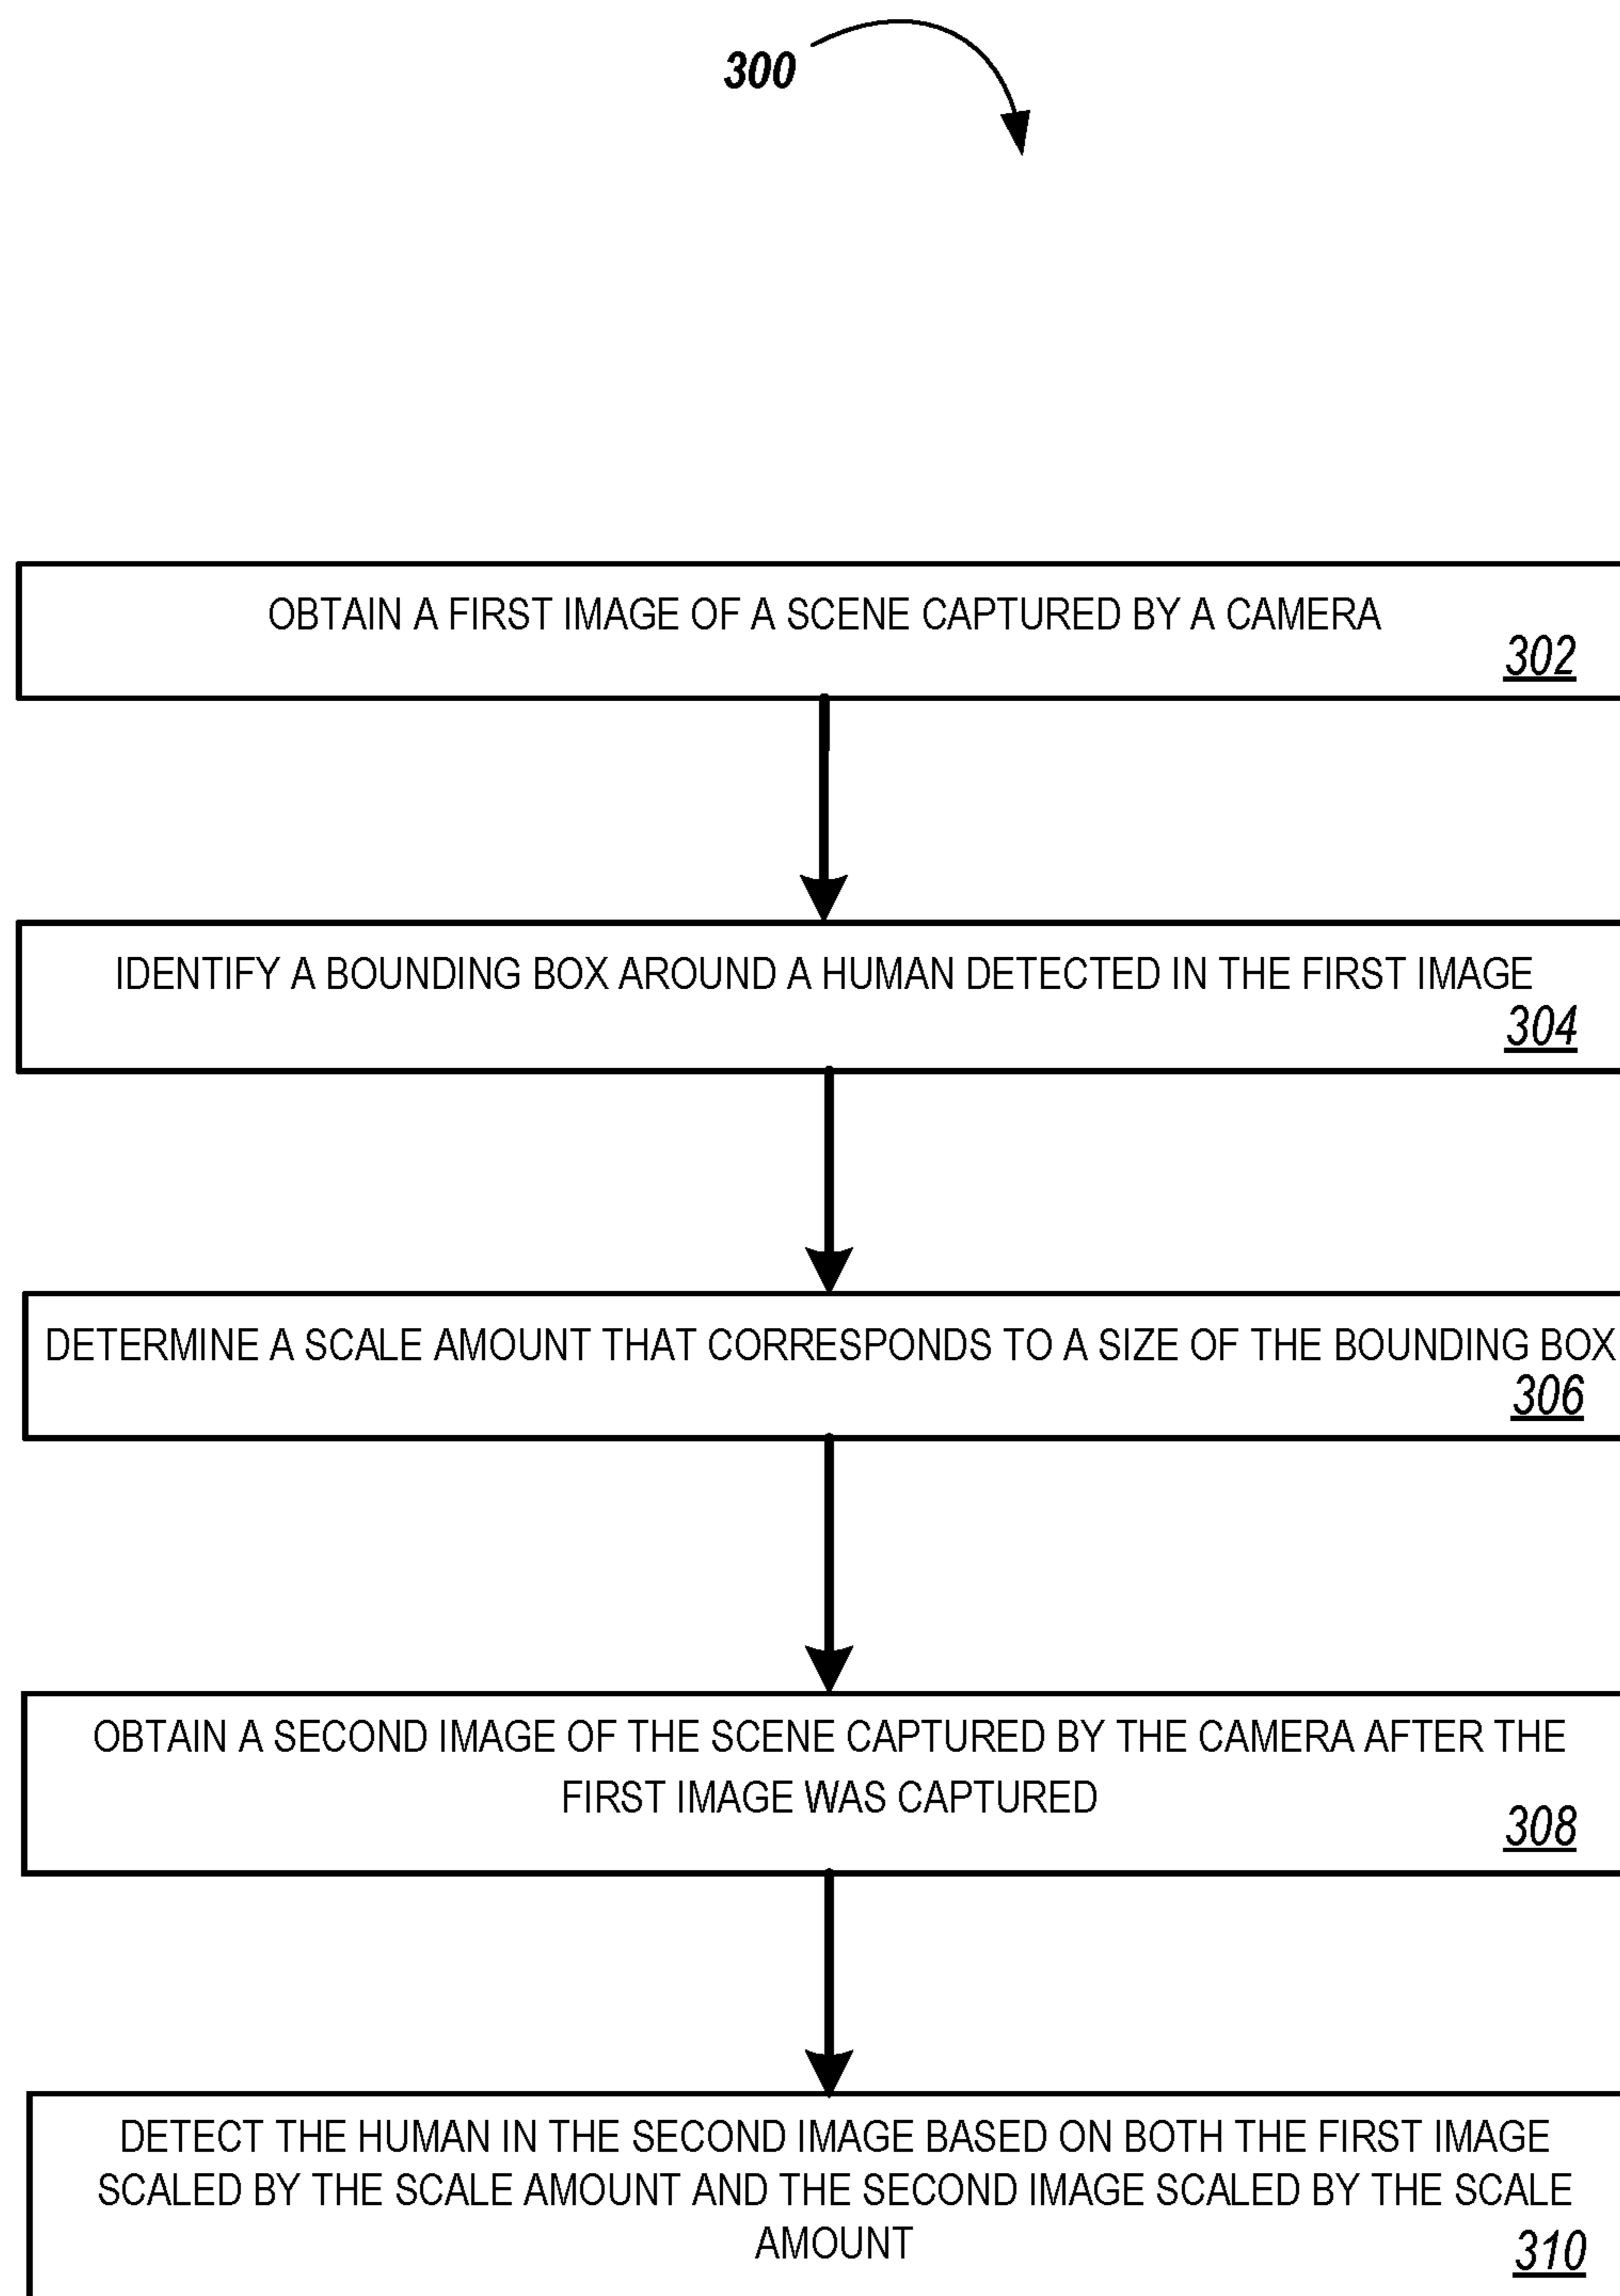 300
OBTAIN A FIRST IMAGE OF A SCENE CAPTURED BY A CAMERA
302
IDENTIFY A BOUNDING BOX AROUND A HUMAN DETECTED IN THE FIRST IMAGE
304
DETERMINE A SCALE AMOUNT THAT CORRESPONDS TO A SIZE OF THE BOUNDING BOX
306
OBTAIN A SECOND IMAGE OF THE SCENE CAPTURED BY THE CAMERA AFTER THE
FIRST IMAGE WAS CAPTURED
308
DETECT THE HUMAN IN THE SECOND IMAGE BASED ON BOTH THE FIRST IMAGE
SCALED BY THE SCALE AMOUNT AND THE SECOND IMAGE SCALED BY THE SCALE
AMOUNT
310